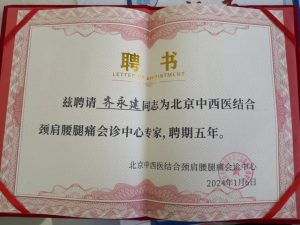 聘书
LETTER OF APPOINTMENT
兹聘请 齐永建 同志为北京中西医结合
颈肩腰腿痛会诊中心专家,聘期五年。
北京中西医结合颈肩腰腿痛会诊中心
2024年1月6日